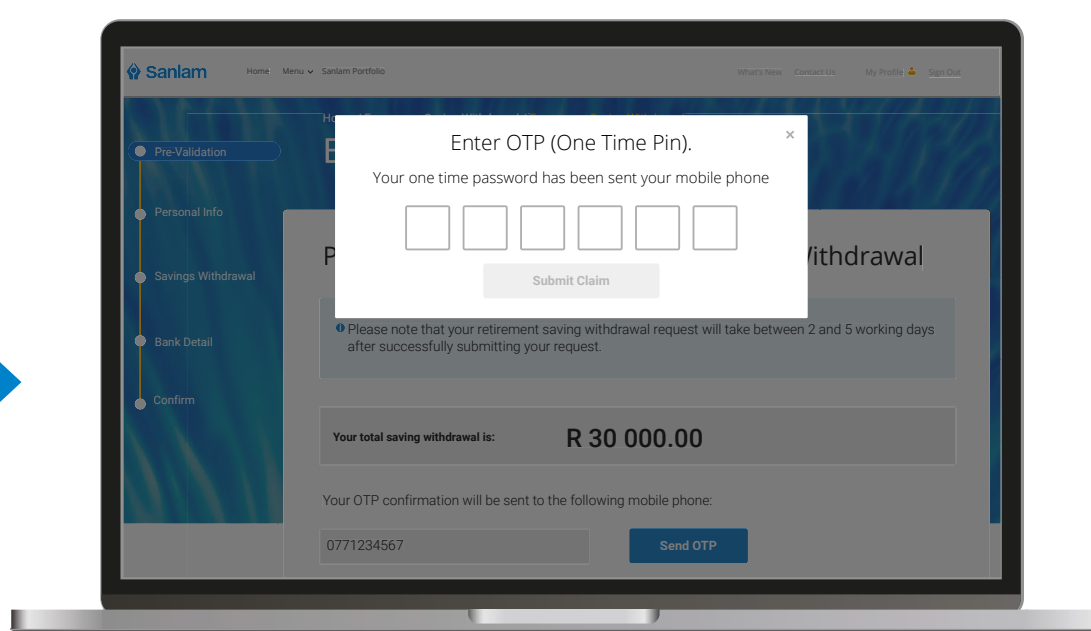 Sanlam
Home Menu Sanlam Portfolio What's New Contact Us My Profile Sign Out
Enter OTP (One Time Pin). ×
Your one time password has been sent your mobile phone
Submit Claim
Pre-Validation
Personal Info
Savings Withdrawal
Bank Detail
Confirm
Please note that your retirement saving withdrawal request will take between 2 and 5 working days
after successfully submitting your request.
Your total saving withdrawal is: R 30 000.00
Your OTP confirmation will be sent to the following mobile phone:
0771234567 Send OTP